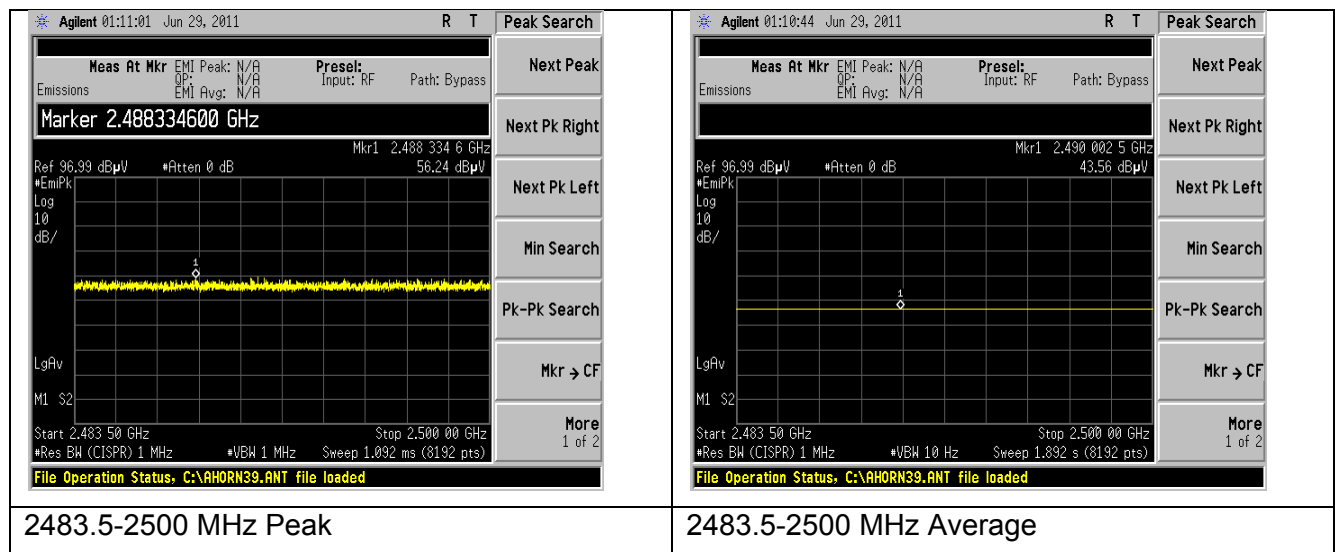 Agilent 01:11:01 Jun 29, 2011 R T
Peak Search
Meas At Mkr EMI Peak: N/A
QP: N/A
EMI Avg: N/A
Presel:
Input: RF Path: Bypass
Emissions
Marker 2.488334600 GHz
Mkr1 2.488 334 6 GHz
Ref 96.99 dBµV #Atten 0 dB 56.24 dBµV
#EmiPk
Log
10
dB/
1
LgAv
M1 S2
Start 2.483 50 GHz Stop 2.500 00 GHz
#Res BW (CISPR) 1 MHz #VBW 1 MHz Sweep 1.092 ms (8192 pts)
File Operation Status, C:\AHORN39.ANT file loaded
Next Peak
Next Pk Right
Next Pk Left
Min Search
Pk-Pk Search
Mkr → CF
More
1 of 2
2483.5-2500 MHz Peak
Agilent 01:10:44 Jun 29, 2011 R T
Peak Search
Meas At Mkr EMI Peak: N/A
QP: N/A
EMI Avg: N/A
Presel:
Input: RF Path: Bypass
Emissions
Mkr1 2.490 002 5 GHz
Ref 96.99 dBµV #Atten 0 dB 43.56 dBµV
#EmiPk
Log
10
dB/
1
LgAv
M1 S2
Start 2.483 50 GHz Stop 2.500 00 GHz
#Res BW (CISPR) 1 MHz #VBW 10 Hz Sweep 1.892 s (8192 pts)
File Operation Status, C:\AHORN39.ANT file loaded
Next Peak
Next Pk Right
Next Pk Left
Min Search
Pk-Pk Search
Mkr → CF
More
1 of 2
2483.5-2500 MHz Average